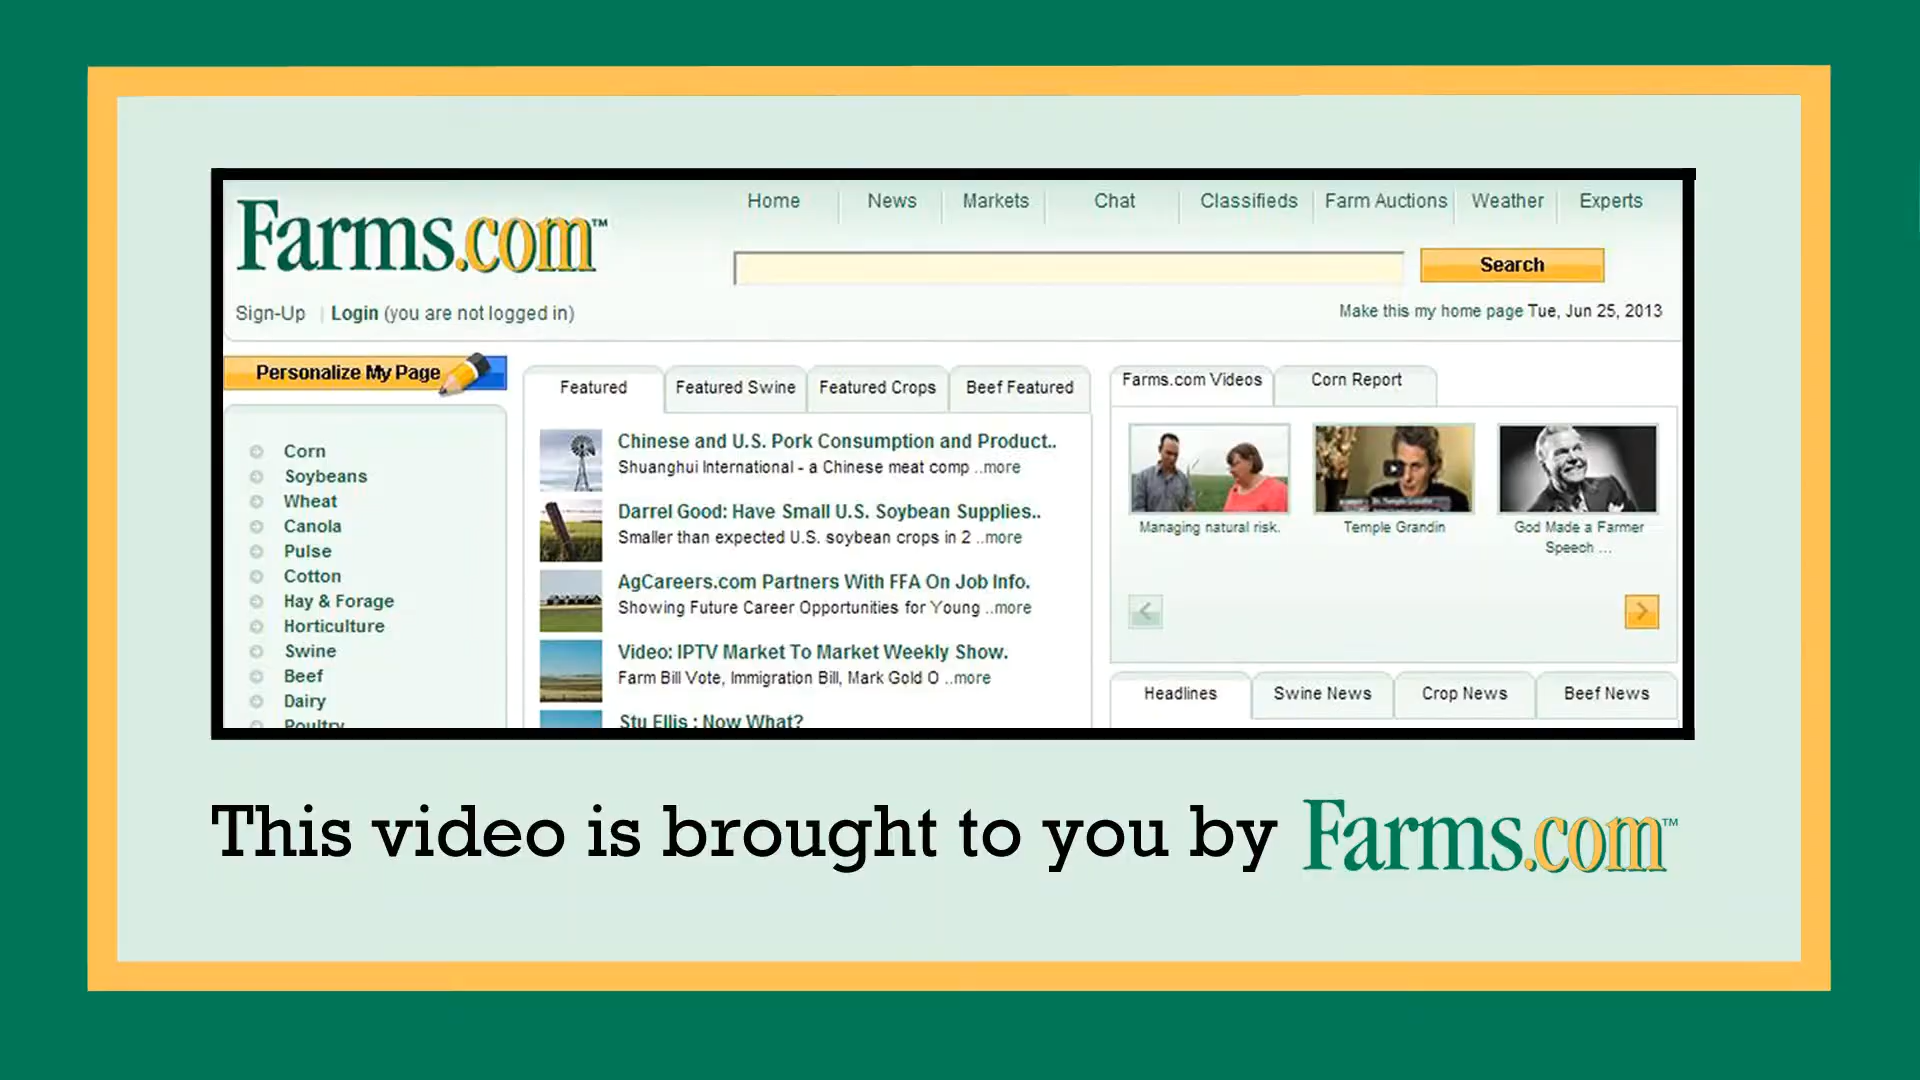 Farms.com™
Home News Markets Chat Classifieds Farm Auctions Weather Experts
Search
Sign-Up | Login (you are not logged in)
Make this my home page Tue, Jun 25, 2013
Personalize My Page
Corn
Soybeans
Wheat
Canola
Pulse
Cotton
Hay & Forage
Horticulture
Swine
Beef
Dairy
Poultry
Featured Featured Swine Featured Crops Beef Featured
Chinese and U.S. Pork Consumption and Product..
Shuanghui International - a Chinese meat comp ..more
Darrel Good: Have Small U.S. Soybean Supplies..
Smaller than expected U.S. soybean crops in 2 ..more
AgCareers.com Partners With FFA On Job Info.
Showing Future Career Opportunities for Young ..more
Video: IPTV Market To Market Weekly Show.
Farm Bill Vote, Immigration Bill, Mark Gold O ..more
Stu Ellis : Now What?
Farms.com Videos Corn Report
Managing natural risk.
Temple Grandin
God Made a Farmer
Speech ...
Headlines Swine News Crop News Beef News
This video is brought to you by Farms.com™